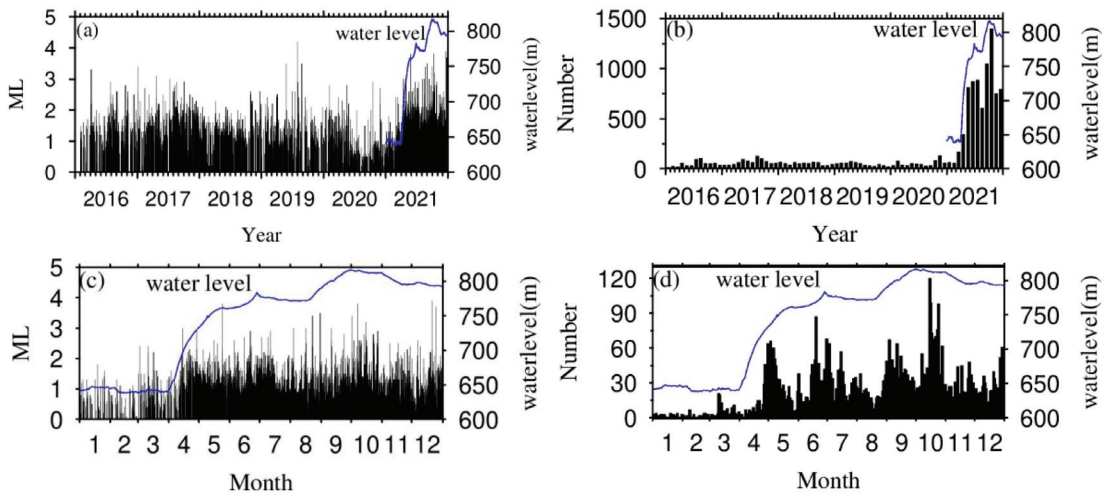 (a)
water level
5
4
3
2
1
0
ML
800
750
700
650
600
waterlevel(m)
2016 2017 2018 2019 2020 2021
Year
(b)
water level
1500
1250
1000
500
250
0
Number
800
750
700
650
600
waterlevel(m)
2016 2017 2018 2019 2020 2021
Year
(c)
water level
5
4
3
2
1
0
ML
800
750
700
650
600
waterlevel(m)
1 2 3 4 5 6 7 8 9 10 11 12
Month
(d)
water level
120
90
60
30
0
Number
800
750
700
650
600
waterlevel(m)
1 2 3 4 5 6 7 8 9 10 11 12
Month